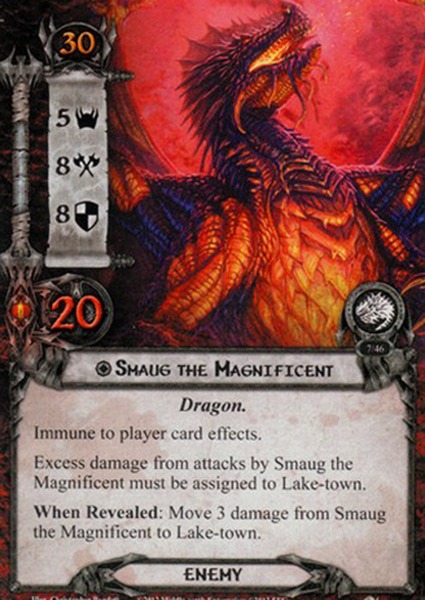 30
5
8
8
20
7/46
SMAUG THE MAGNIFICENT
Dragon.
Immune to player card effects.
Excess damage from attacks by Smaug the
Magnificent must be assigned to Lake-town.
When Revealed: Move 3 damage from Smaug
the Magnificent to Lake-town.
ENEMY